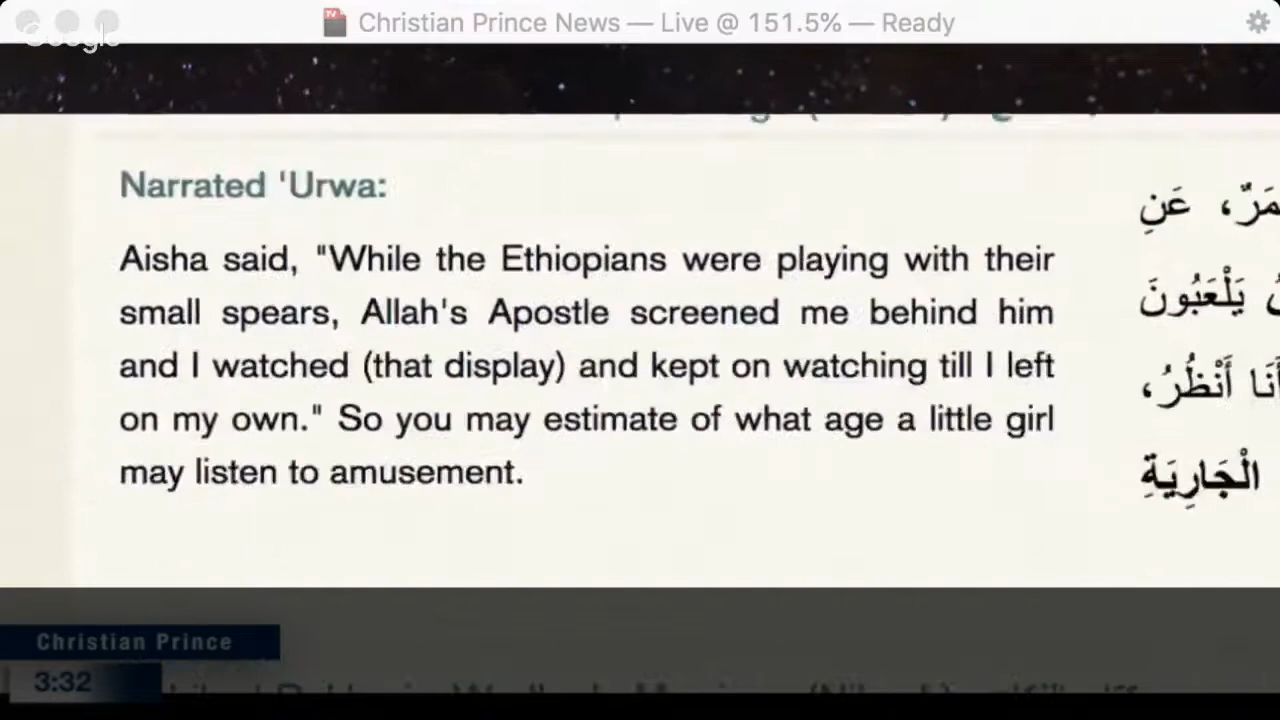 Christian Prince News — Live @ 151.5% — Ready
Google
Narrated 'Urwa:
Aisha said, "While the Ethiopians were playing with their
small spears, Allah's Apostle screened me behind him
and I watched (that display) and kept on watching till I left
on my own." So you may estimate of what age a little girl
may listen to amusement.
عَنِ
يَلْعَبُونَ
أَنْظُرُ،
الْجَارِيَةِ
Christian Prince
3:32